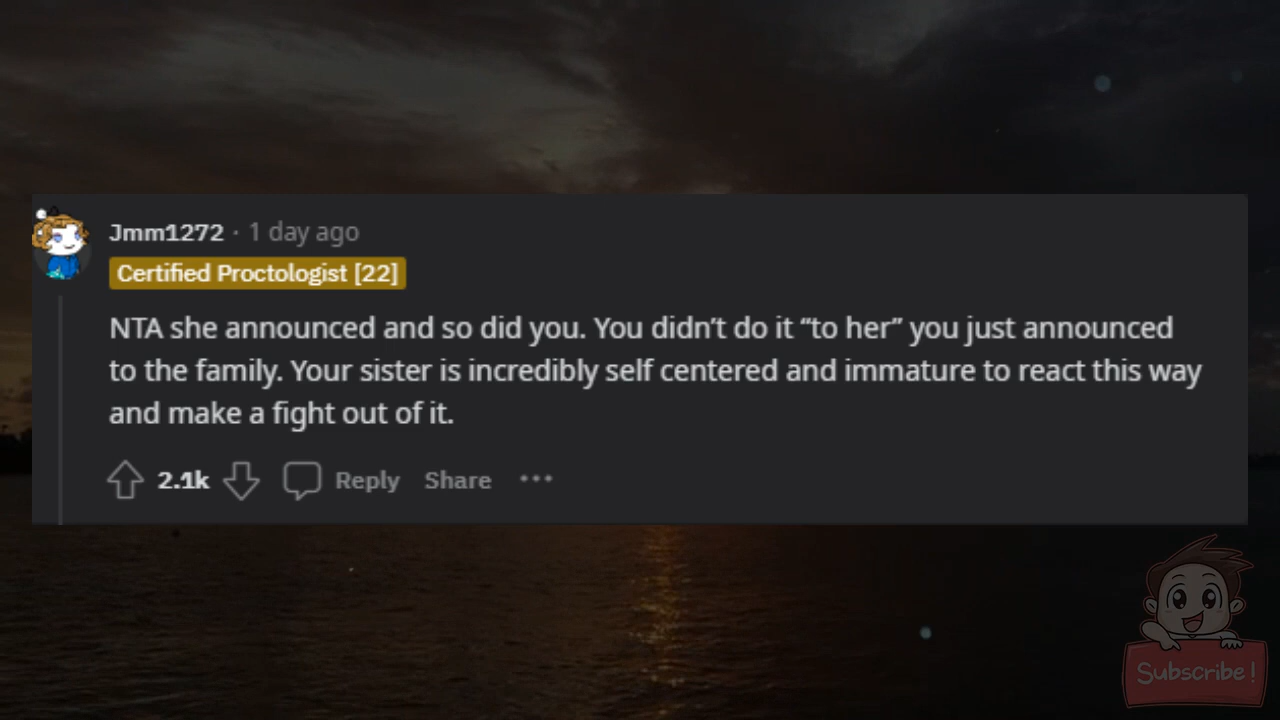 Jmm1272 · 1 day ago
Certified Proctologist [22]
NTA she announced and so did you. You didn’t do it “to her” you just announced
to the family. Your sister is incredibly self centered and immature to react this way
and make a fight out of it.
2.1k Reply Share ···
Subscribe!